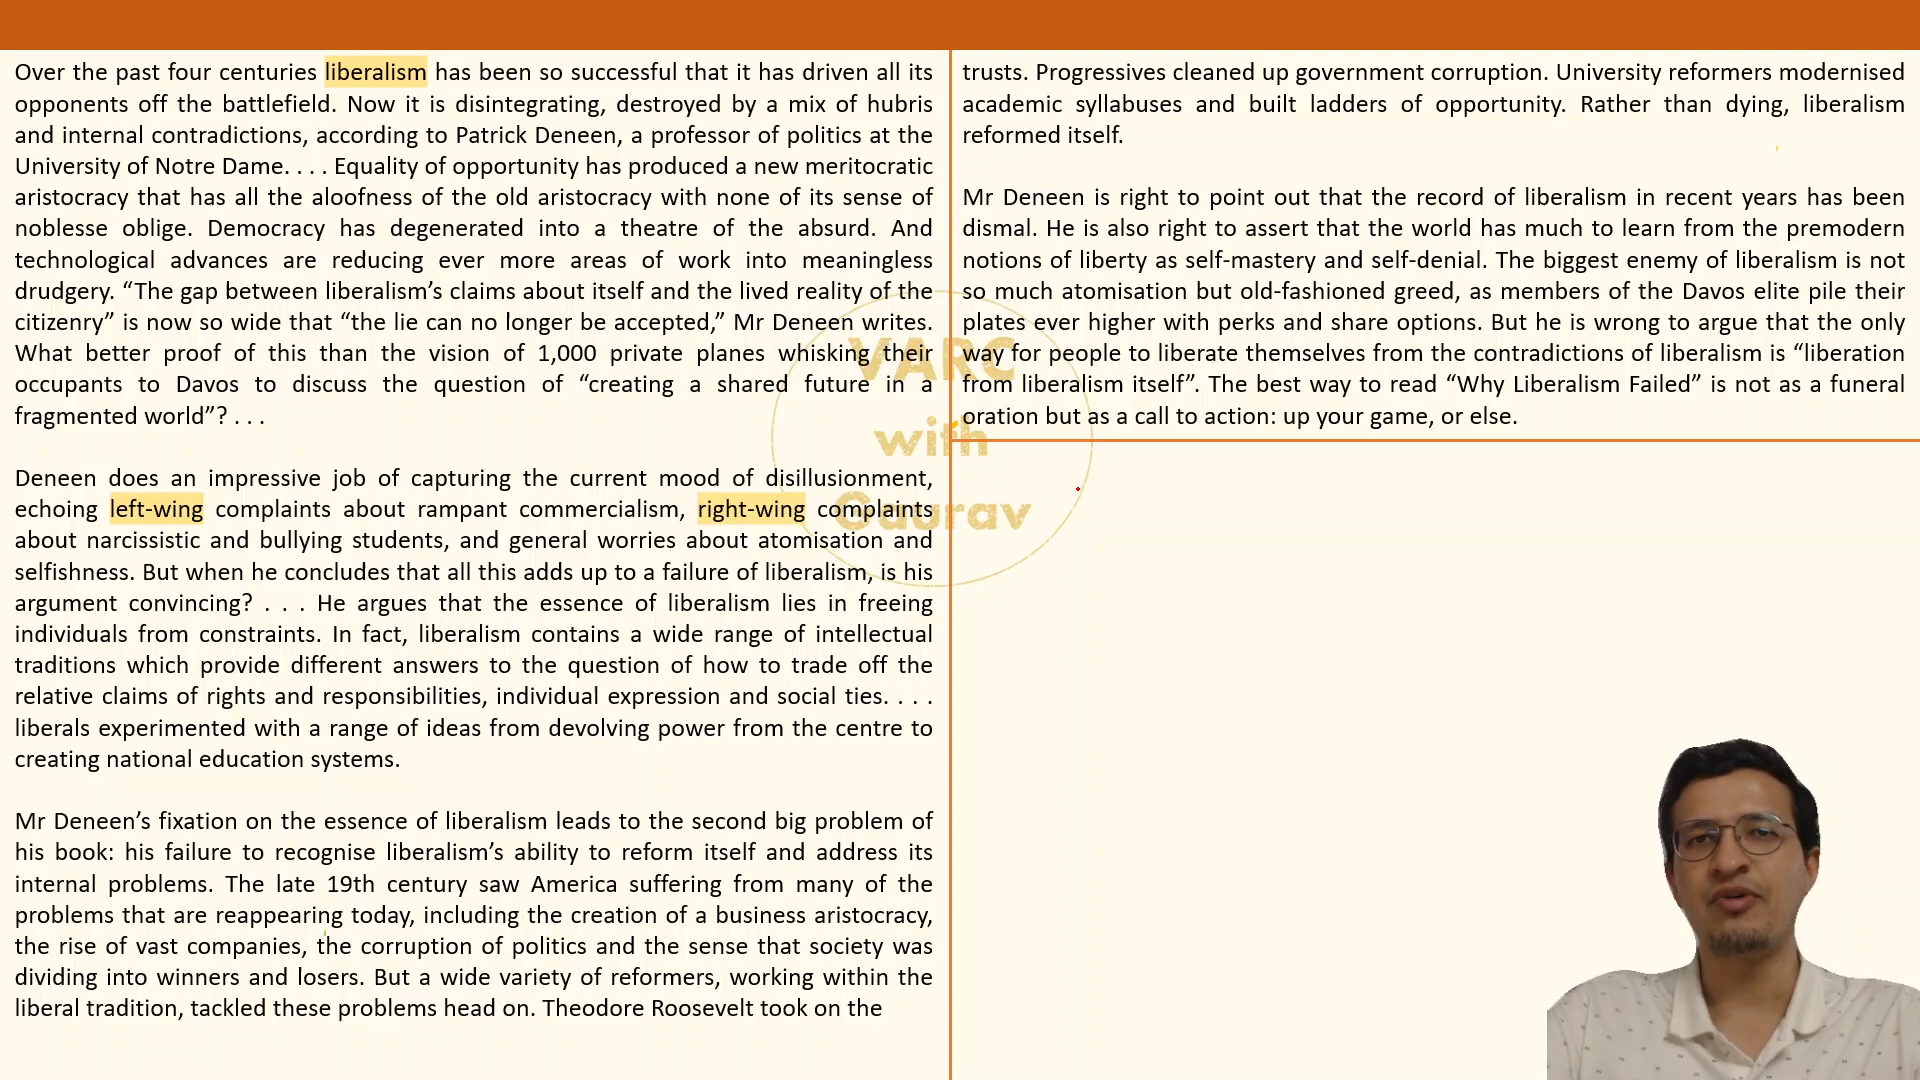 Over the past four centuries liberalism has been so successful that it has driven all its
opponents off the battlefield. Now it is disintegrating, destroyed by a mix of hubris
and internal contradictions, according to Patrick Deneen, a professor of politics at the
University of Notre Dame. . . . Equality of opportunity has produced a new meritocratic
aristocracy that has all the aloofness of the old aristocracy with none of its sense of
noblesse oblige. Democracy has degenerated into a theatre of the absurd. And
technological advances are reducing ever more areas of work into meaningless
drudgery. “The gap between liberalism’s claims about itself and the lived reality of the
citizenry” is now so wide that “the lie can no longer be accepted,” Mr Deneen writes.
What better proof of this than the vision of 1,000 private planes whisking their
occupants to Davos to discuss the question of “creating a shared future in a
fragmented world”? . . .
Deneen does an impressive job of capturing the current mood of disillusionment,
echoing left-wing complaints about rampant commercialism, right-wing complaints
about narcissistic and bullying students, and general worries about atomisation and
selfishness. But when he concludes that all this adds up to a failure of liberalism, is his
argument convincing? . . . He argues that the essence of liberalism lies in freeing
individuals from constraints. In fact, liberalism contains a wide range of intellectual
traditions which provide different answers to the question of how to trade off the
relative claims of rights and responsibilities, individual expression and social ties. . . .
liberals experimented with a range of ideas from devolving power from the centre to
creating national education systems.
Mr Deneen’s fixation on the essence of liberalism leads to the second big problem of
his book: his failure to recognise liberalism’s ability to reform itself and address its
internal problems. The late 19th century saw America suffering from many of the
problems that are reappearing today, including the creation of a business aristocracy,
the rise of vast companies, the corruption of politics and the sense that society was
dividing into winners and losers. But a wide variety of reformers, working within the
liberal tradition, tackled these problems head on. Theodore Roosevelt took on the
trusts. Progressives cleaned up government corruption. University reformers modernised
academic syllabuses and built ladders of opportunity. Rather than dying, liberalism
reformed itself.
Mr Deneen is right to point out that the record of liberalism in recent years has been
dismal. He is also right to assert that the world has much to learn from the premodern
notions of liberty as self-mastery and self-denial. The biggest enemy of liberalism is not
so much atomisation but old-fashioned greed, as members of the Davos elite pile their
plates ever higher with perks and share options. But he is wrong to argue that the only
way for people to liberate themselves from the contradictions of liberalism is “liberation
from liberalism itself”. The best way to read “Why Liberalism Failed” is not as a funeral
oration but as a call to action: up your game, or else.
VARC
with
Gaurav